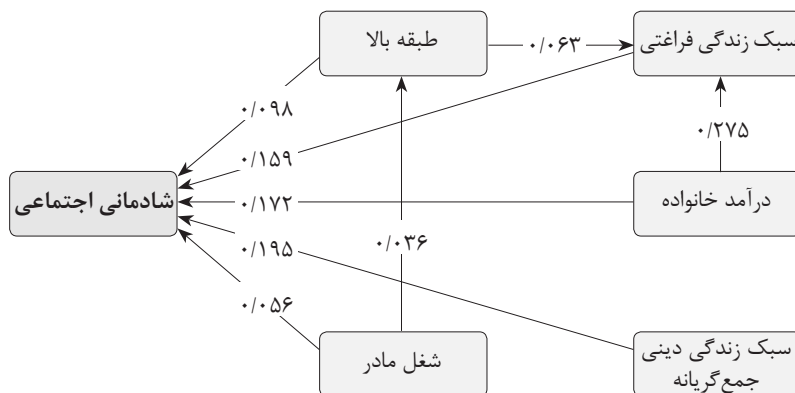 سبک زندگی فراغتی
۰/۰۶۳
طبقه بالا
۰/۰۹۸
۰/۲۷۵
۰/۱۵۹
درآمد خانواده
۰/۱۷۲
شادمانی اجتماعی
۰/۰۳۶
۰/۱۹۵
۰/۰۵۶
سبک زندگی دینی
جمع‌گریانه
شغل مادر